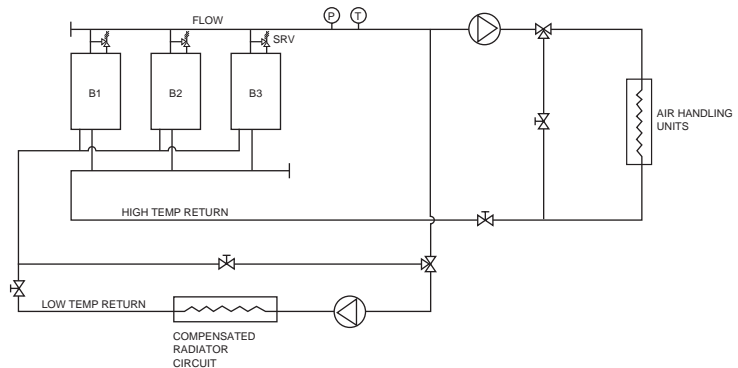 FLOW
P
T
SRV
B1
B2
B3
AIR HANDLING
UNITS
HIGH TEMP RETURN
LOW TEMP RETURN
COMPENSATED
RADIATOR
CIRCUIT